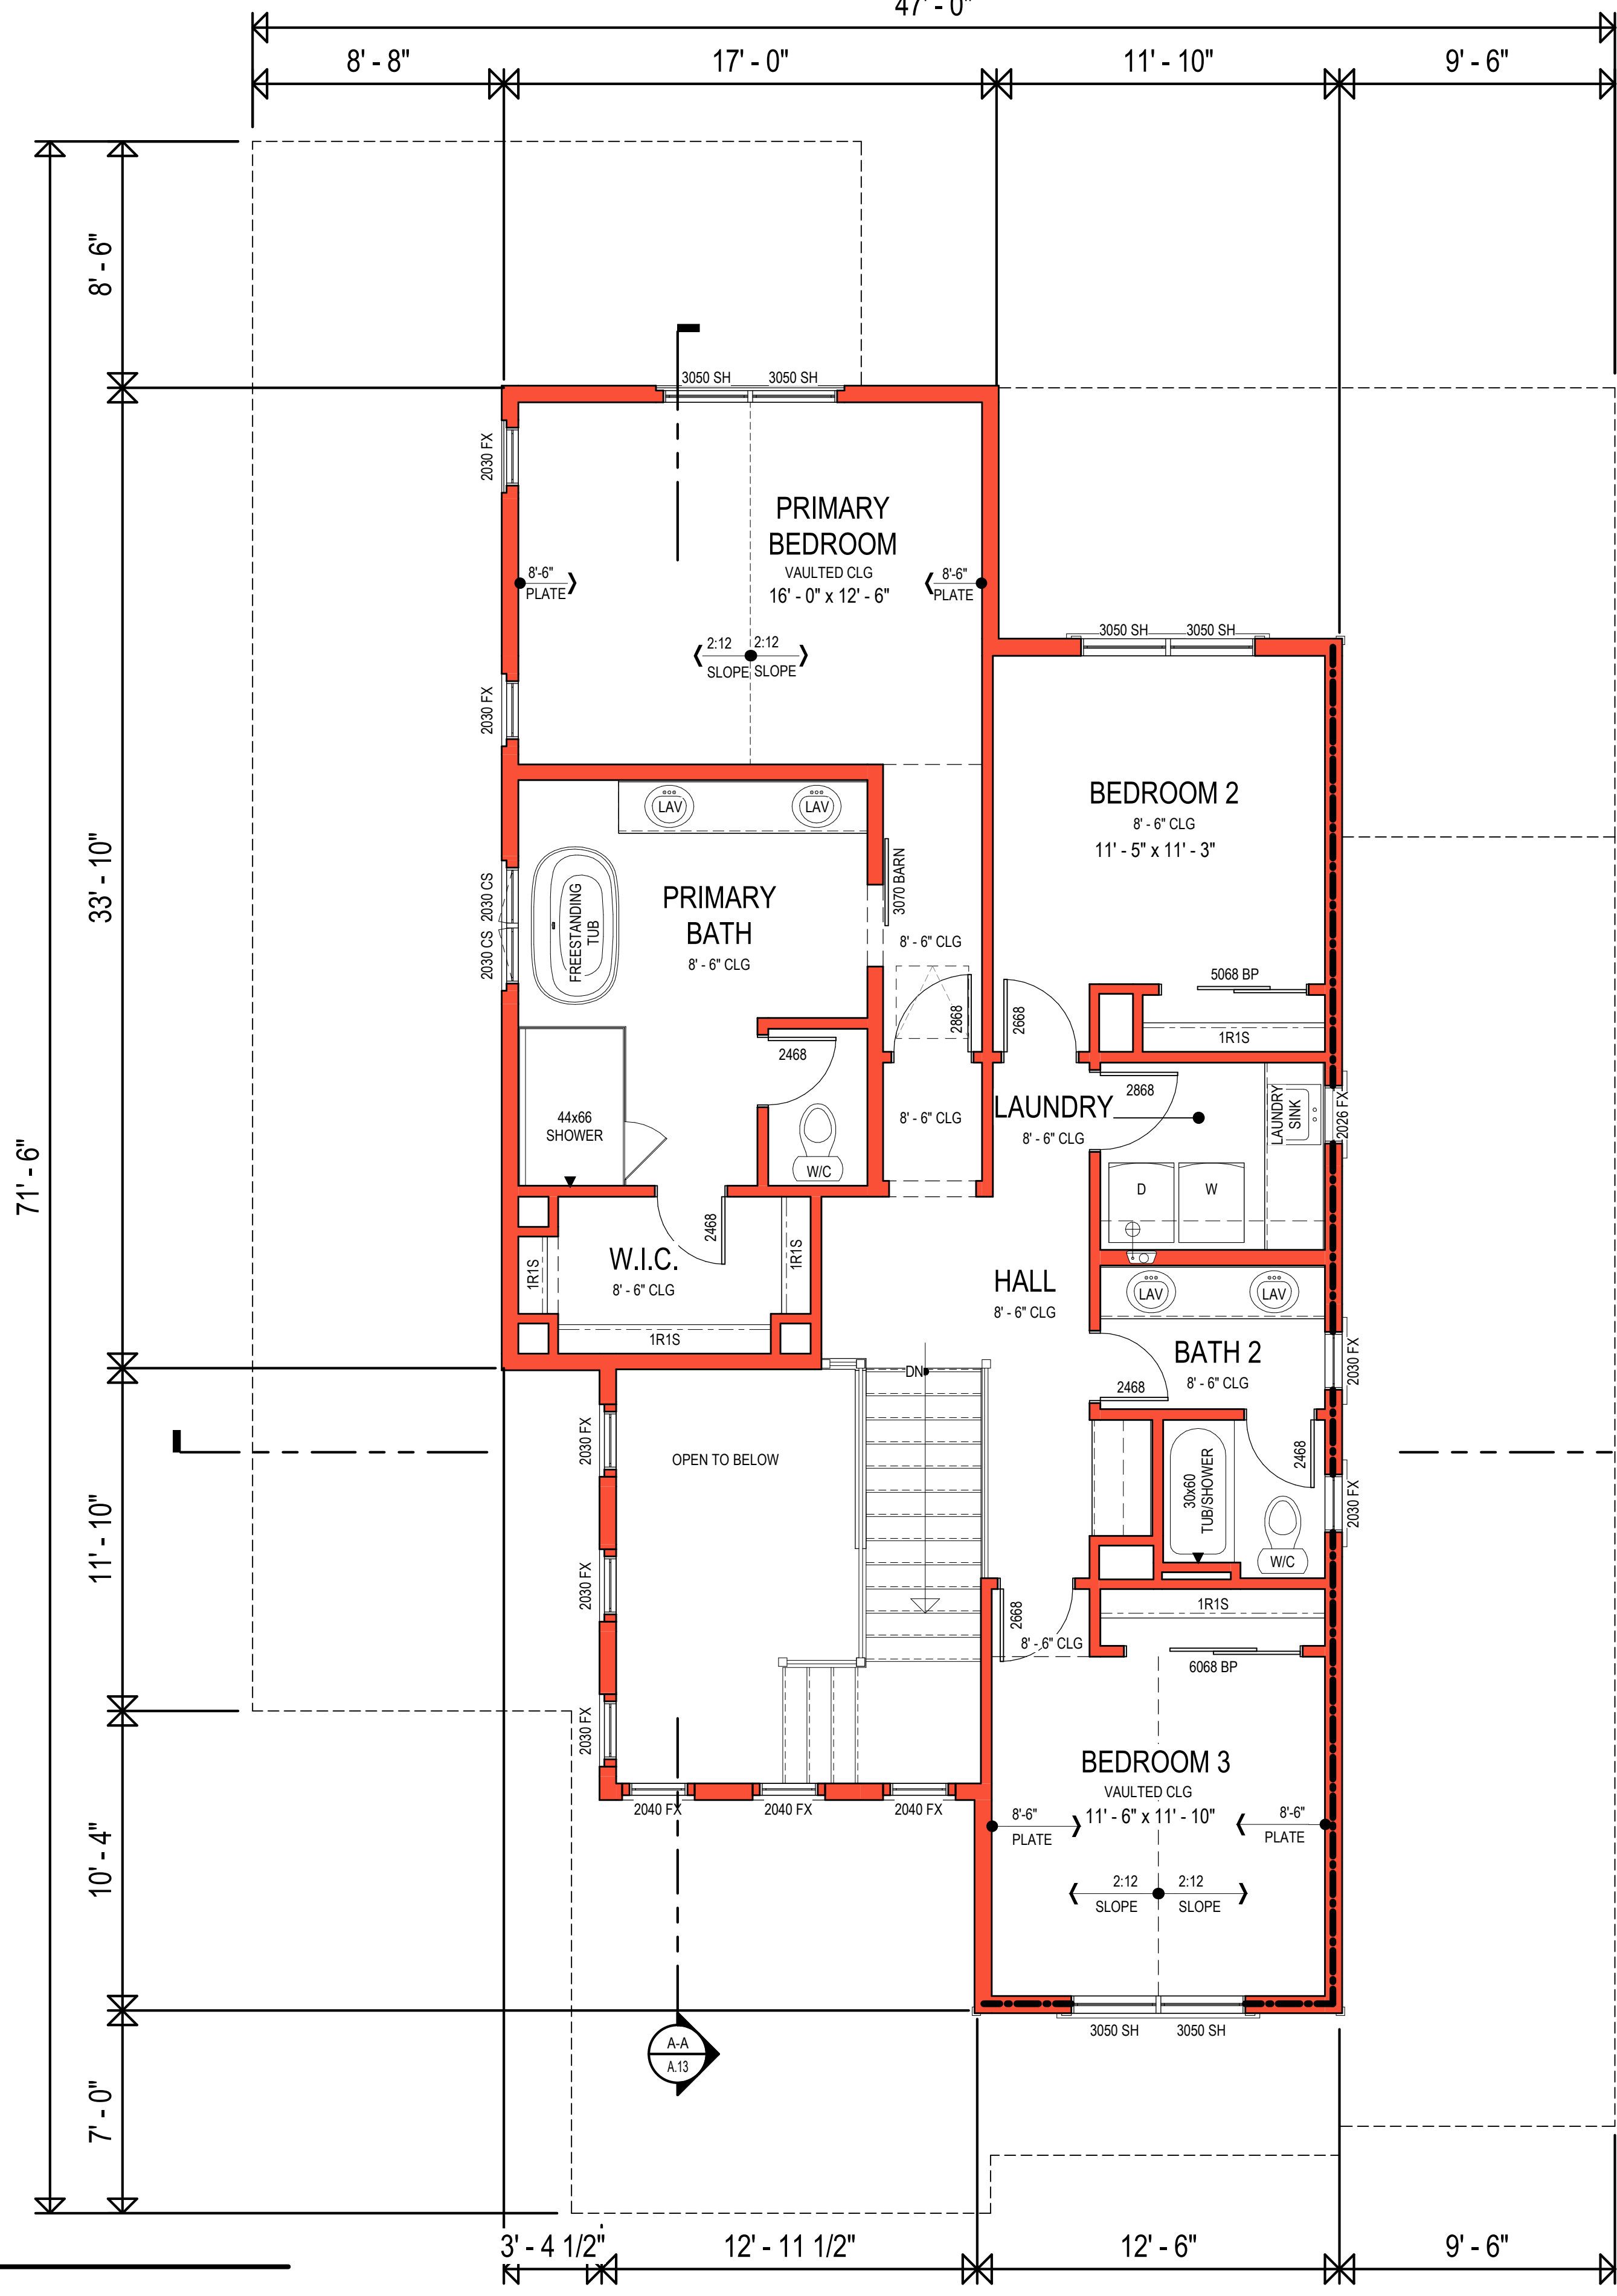 47' - 0"
8' - 8"
17' - 0"
11' - 10"
9' - 6"
71' - 6"
8' - 6"
33' - 10"
11' - 10"
10' - 4"
7' - 0"
3050 SH
3050 SH
2030 FX
PRIMARY
BEDROOM
VAULTED CLG
16' - 0" x 12' - 6"
8'-6"
PLATE
8'-6"
PLATE
2:12
SLOPE
2:12
SLOPE
2030 FX
3050 SH
3050 SH
BEDROOM 2
8' - 6" CLG
11' - 5" x 11' - 3"
5068 BP
1R1S
LAV
LAV
2030 CS
2030 CS
FREESTANDING
TUB
PRIMARY
BATH
8' - 6" CLG
3070 BARN
8' - 6" CLG
2868
2668
2468
44x66
SHOWER
W/C
8' - 6" CLG
LAUNDRY
8' - 6" CLG
2868
LAUNDRY
SINK
2026 FX
D
W
2468
W.I.C.
8' - 6" CLG
1R1S
1R1S
1R1S
HALL
8' - 6" CLG
LAV
LAV
BATH 2
8' - 6" CLG
2468
2030 FX
DN
2030 FX
OPEN TO BELOW
30x60
TUB/SHOWER
2468
W/C
2030 FX
2030 FX
2030 FX
2668
8' - 6" CLG
1R1S
6068 BP
BEDROOM 3
VAULTED CLG
11' - 6" x 11' - 10"
8'-6"
PLATE
8'-6"
PLATE
2:12
SLOPE
2:12
SLOPE
2040 FX
2040 FX
2040 FX
3050 SH
3050 SH
A-A
A.13
3' - 4 1/2"
12' - 11 1/2"
12' - 6"
9' - 6"